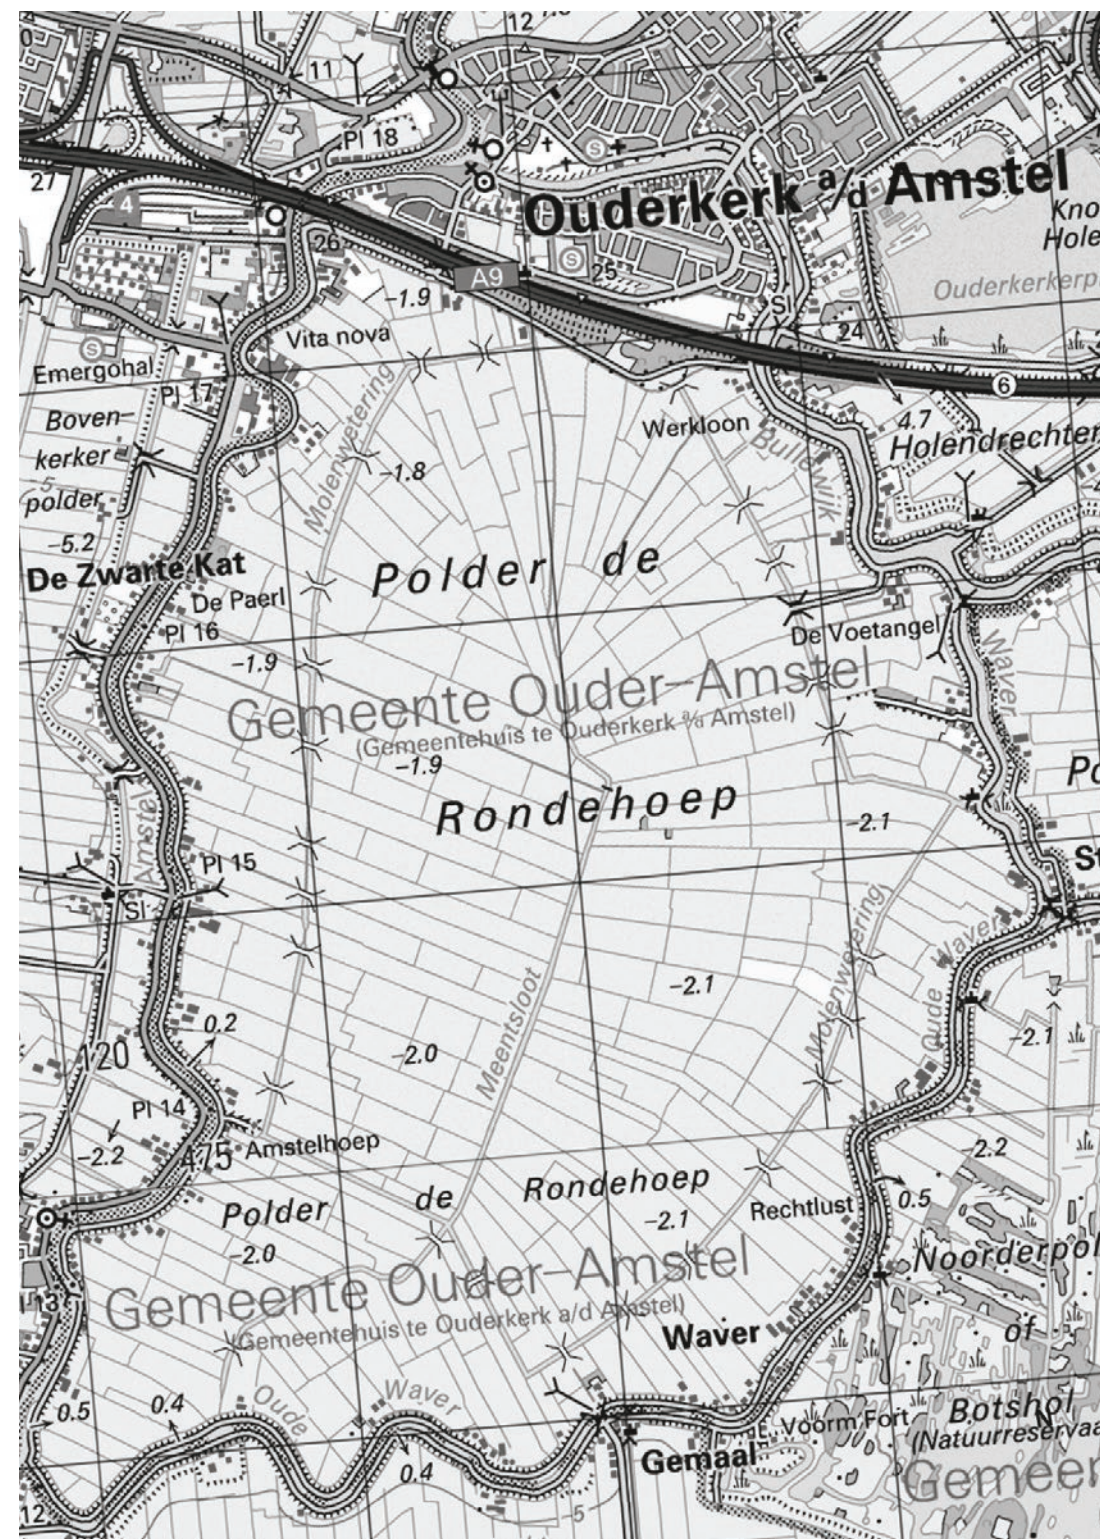 12
11
Pl 18
27
4
Ouderkerk a/d Amstel
Kno
Hole
26
S
S
25
A9
Ouderkerkerp
-1.9
Sl
24
Vita nova
S
Emergohal
6
Pl 17
Molenwetering
Boven-
kerker
polder
-5
Werkloon
4.7
Bullewijk
Holendrechter
-1.8
-5.2
De Zwarte Kat
Polder de
De Paerl
Pl 16
De Voetangel
-1.9
Waver
Gemeente Ouder-Amstel
(Gemeentehuis te Ouderkerk a/d Amstel)
-1.9
Po
Rondehoep
Amstel
-2.1
Pl 15
St
Sl
Molenwetering
Oude Waver
-2.1
Meentsloot
0.2
-2.0
-2.1
120
Pl 14
-2.2
475
Amstelhoep
-2.2
Polder de Rondehoep
Rechtlust
0.5
-2.1
-2.0
Noorderpol
Gemeente Ouder-Amstel
(Gemeentehuis te Ouderkerk a/d Amstel)
13
Waver
of
0.5
0.4
Oude Waver
Voorm Fort
Botshol
(Natuurreservaa
Gemaal
0.4
Gemeen
-5
12